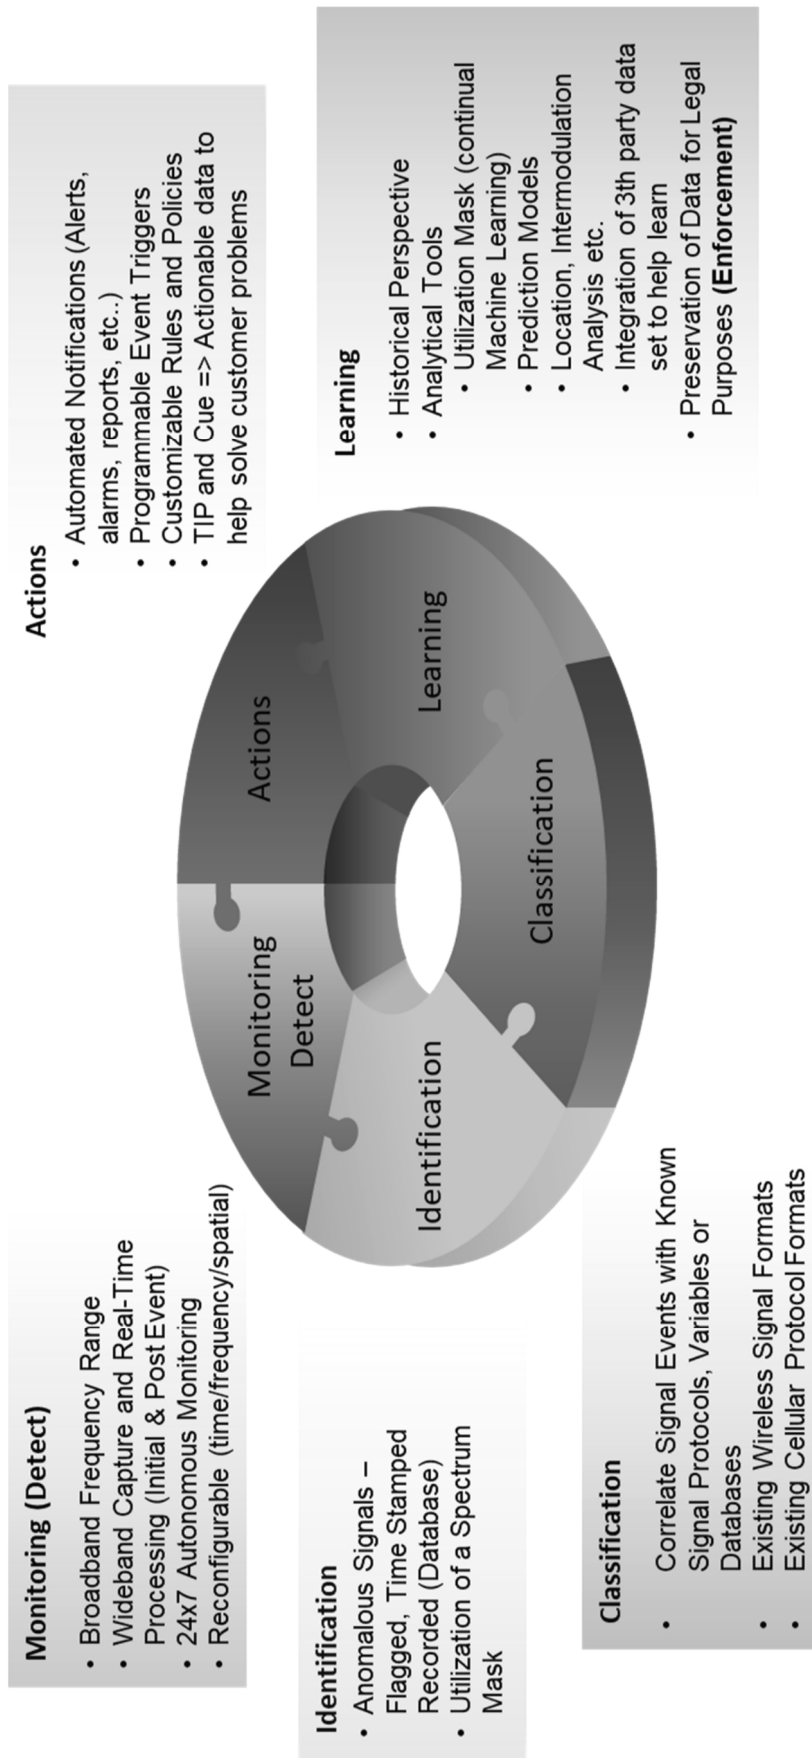 Monitoring (Detect)
• Broadband Frequency Range
• Wideband Capture and Real-Time
Processing (Initial & Post Event)
• 24x7 Autonomous Monitoring
• Reconfigurable (time/frequency/spatial)
Identification
• Anomalous Signals –
Flagged, Time Stamped
Recorded (Database)
• Utilization of a Spectrum
Mask
Classification
• Correlate Signal Events with Known
Signal Protocols, Variables or
Databases
• Existing Wireless Signal Formats
• Existing Cellular Protocol Formats
Monitoring
Detect
Identification
Classification
Learning
Actions
Actions
• Automated Notifications (Alerts,
alarms, reports, etc..)
• Programmable Event Triggers
• Customizable Rules and Policies
• TIP and Cue => Actionable data to
help solve customer problems
Learning
• Historical Perspective
• Analytical Tools
• Utilization Mask (continual
Machine Learning)
• Prediction Models
• Location, Intermodulation
Analysis etc.
• Integration of 3th party data
set to help learn
• Preservation of Data for Legal
Purposes (Enforcement)